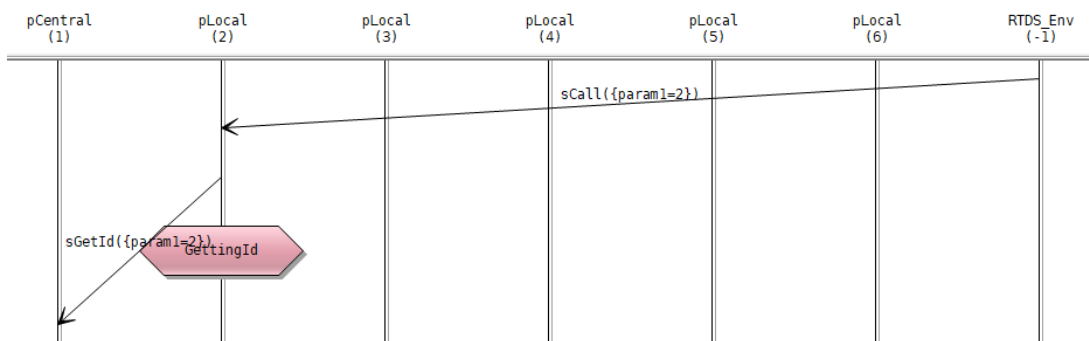 pCentral pLocal pLocal pLocal pLocal pLocal RTDS_Env
(1) (2) (3) (4) (5) (6) (-1)
sCall({param1=2})
sGetId({param1=2})
GettingId